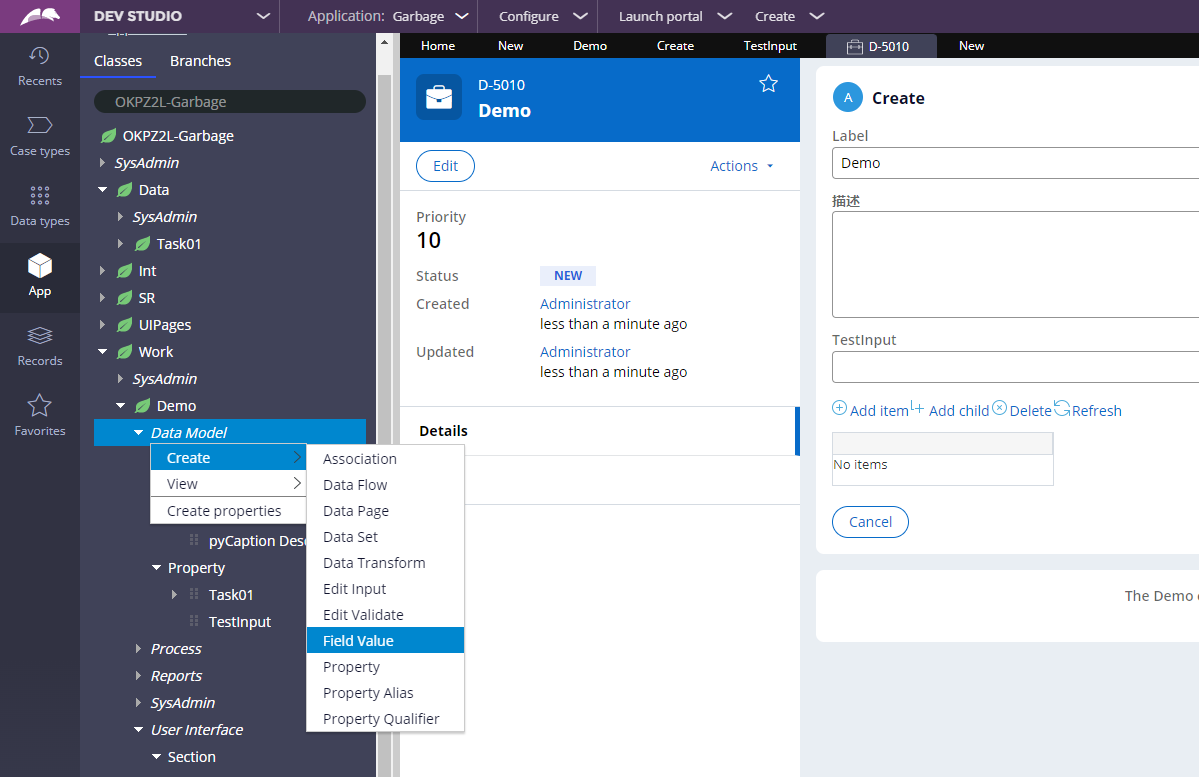 DEV STUDIO
Application: Garbage
Configure
Launch portal
Create
Recents
Case types
Data types
App
Records
Favorites
Classes
Branches
OKPZ2L-Garbage
OKPZ2L-Garbage
SysAdmin
Data
SysAdmin
Task01
Int
SR
UIPages
Work
SysAdmin
Demo
Data Model
Create
View
Create properties
pyCaption Desc
Property
Task01
TestInput
Process
Reports
SysAdmin
User Interface
Section
Association
Data Flow
Data Page
Data Set
Data Transform
Edit Input
Edit Validate
Field Value
Property
Property Alias
Property Qualifier
Home
New
Demo
Create
TestInput
D-5010
New
D-5010
Demo
Edit
Actions
Priority
10
Status NEW
Created Administrator
less than a minute ago
Updated Administrator
less than a minute ago
Details
A Create
Label
Demo
描述
TestInput
Add item Add child Delete Refresh
No items
Cancel
The Demo